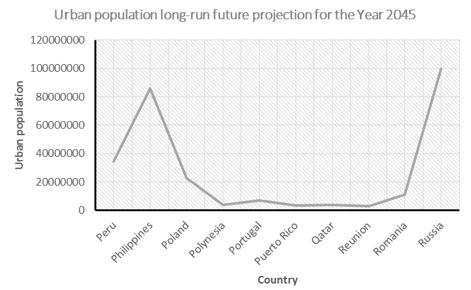 Urban population long-run future projection for the Year 2045
120000000
100000000
80000000
60000000
40000000
20000000
0
Urban population
Peru
Philippines
Poland
Polynesia
Portugal
Puerto Rico
Qatar
Reunion
Romania
Russia
Country